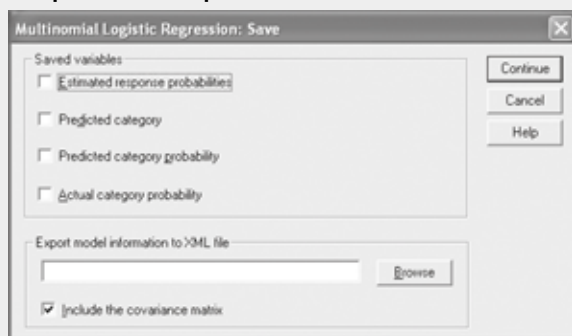 Multinomial Logistic Regression: Save
Saved variables
Estimated response probabilities
Predicted category
Predicted category probability
Actual category probability
Continue
Cancel
Help
Export model information to XML file
Browse
Include the covariance matrix